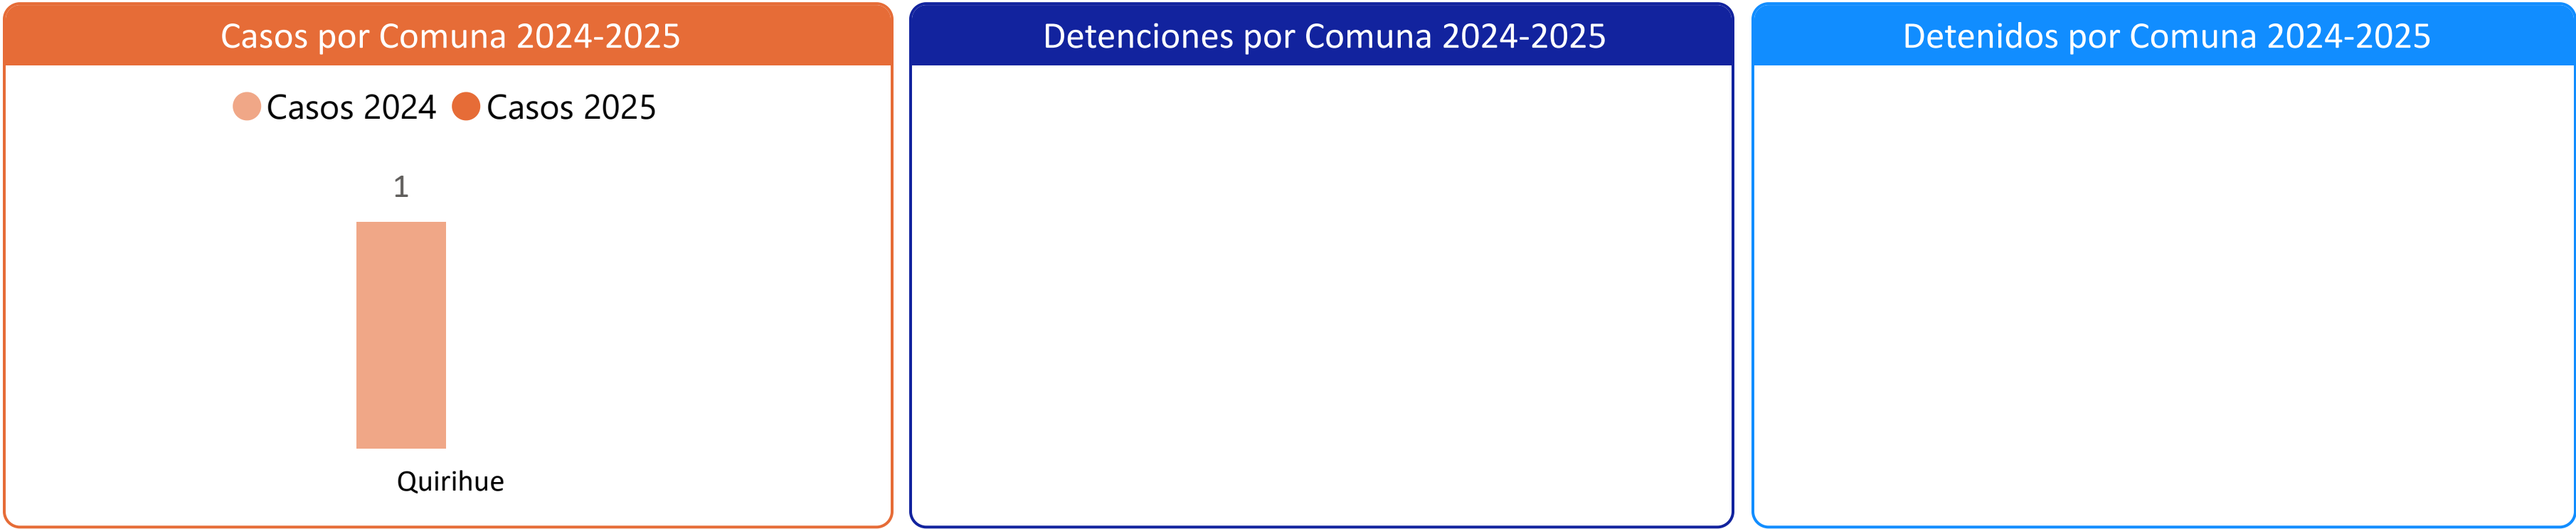 Casos por Comuna 2024-2025
Casos 2024 Casos 2025
1
Quirihue
Detenciones por Comuna 2024-2025
Detenidos por Comuna 2024-2025